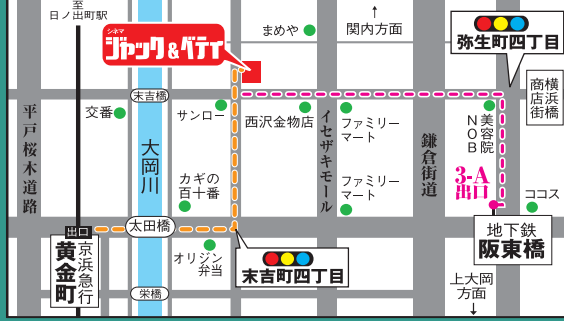 至
日ノ出町駅
シネマ
ジャック&ベティ
まめや
↑
関内方面
弥生町四丁目
横浜橋
商店街
末吉橋
交番
サンロー
西沢金物店
ファミリー
マート
美容院
NOB
平戸桜木道路
大岡川
イセザキモール
鎌倉街道
カギの
百十番
ファミリー
マート
3-A
出口
ココス
太田橋
出口
京浜急行
黄金町
オリジン
弁当
末吉町四丁目
地下鉄
阪東橋
栄橋
上大岡
方面
↓